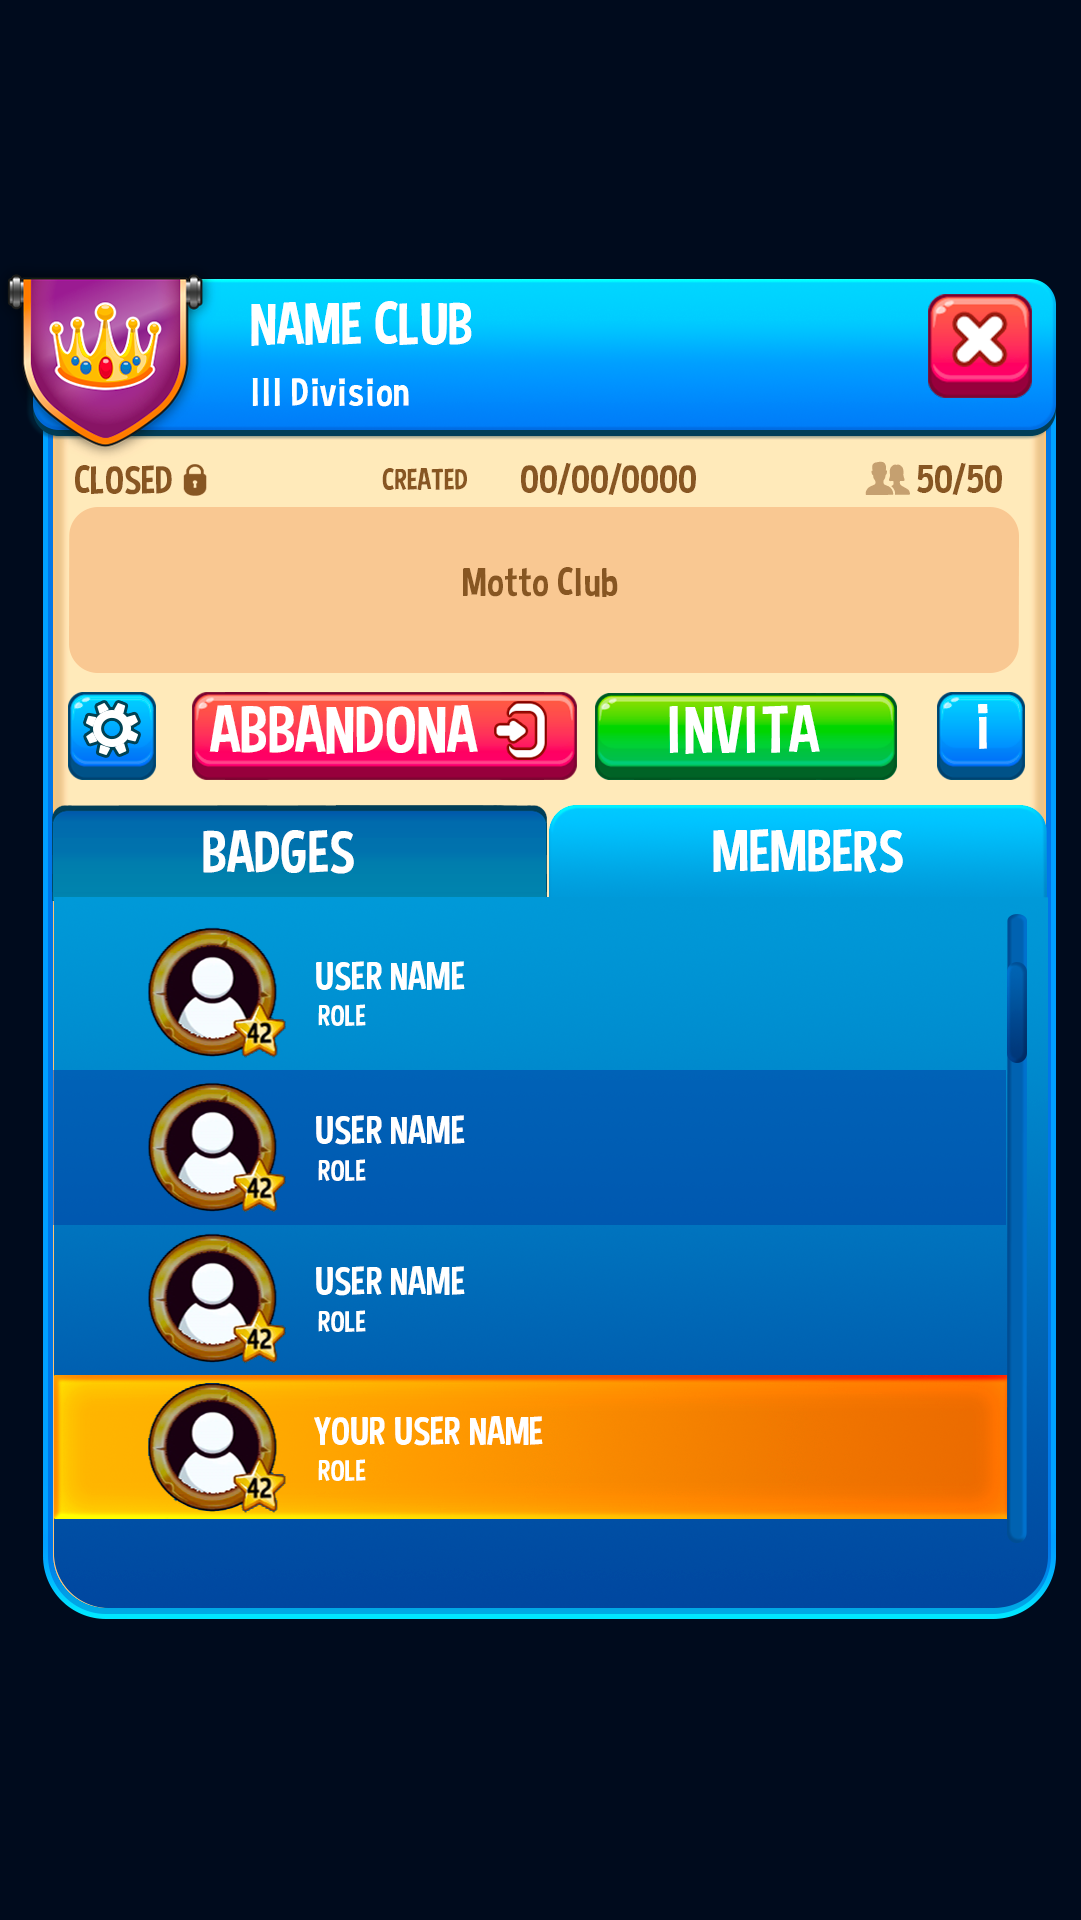 NAME CLUB
III Division
CLOSED
CREATED 00/00/0000
50/50
Motto Club
ABBANDONA
INVITA
i
BADGES
MEMBERS
USER NAME
ROLE
42
USER NAME
ROLE
42
USER NAME
ROLE
42
YOUR USER NAME
ROLE
42